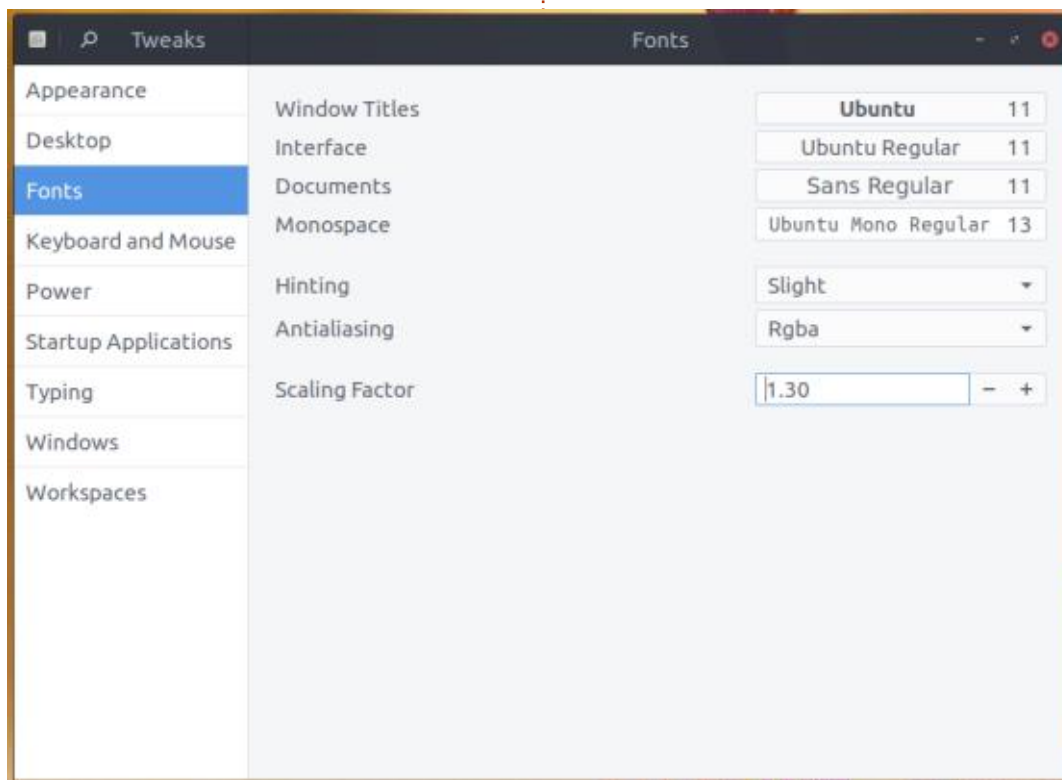 Tweaks
Fonts
Appearance
Desktop
Fonts
Keyboard and Mouse
Power
Startup Applications
Typing
Windows
Workspaces
Window Titles Ubuntu 11
Interface Ubuntu Regular 11
Documents Sans Regular 11
Monospace Ubuntu Mono Regular 13
Hinting Slight
Antialiasing Rgba
Scaling Factor 1.30 - +